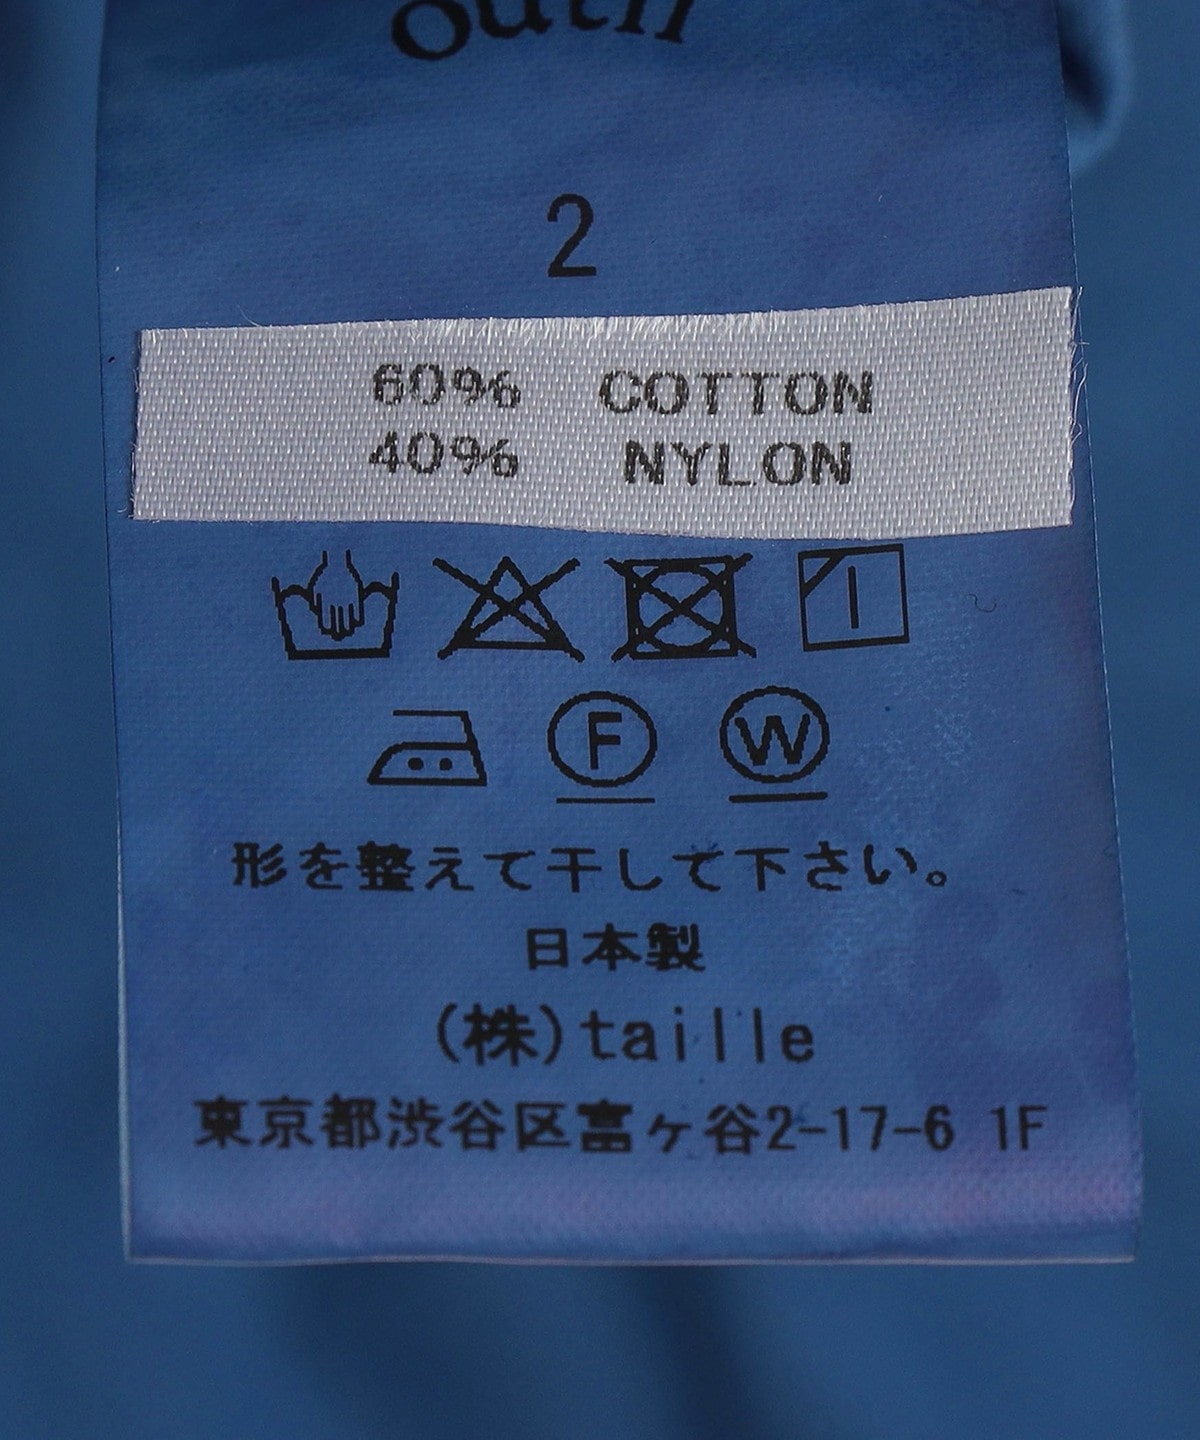 outh
2
60% COTTON
40% NYLON
F W
形を整えて干して下さい。
日本製
(株)taille
東京都渋谷区富ヶ谷2-17-6 1F